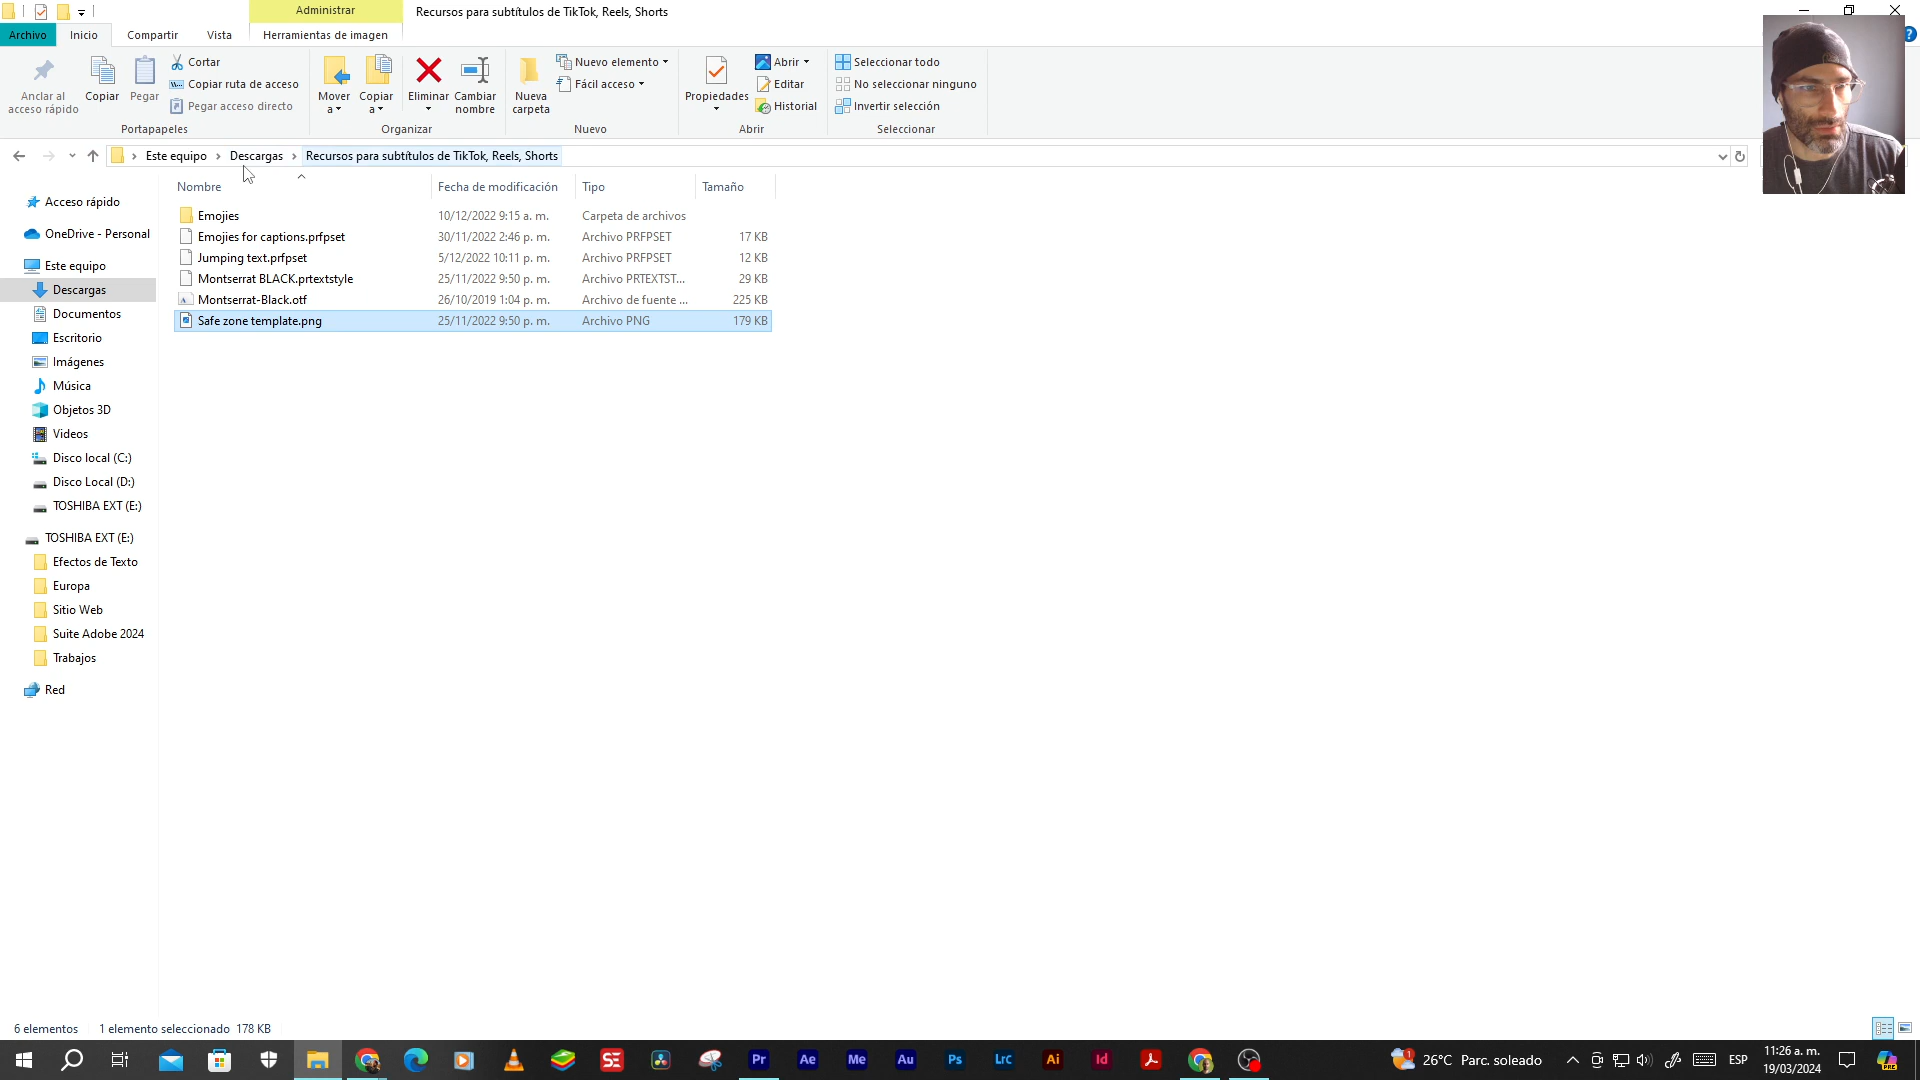 Administrar
Recursos para subtítulos de TikTok, Reels, Shorts
Archivo
Inicio
Compartir
Vista
Herramientas de imagen
Anclar al
acceso rápido
Copiar
Pegar
Cortar
Copiar ruta de acceso
Pegar acceso directo
Portapapeles
Mover
a
Copiar
a
Eliminar
Cambiar
nombre
Organizar
Nueva
carpeta
Nuevo elemento
Fácil acceso
Nuevo
Propiedades
Abrir
Editar
Historial
Abrir
Seleccionar todo
No seleccionar ninguno
Invertir selección
Seleccionar
Este equipo
Descargas
Recursos para subtítulos de TikTok, Reels, Shorts
Nombre
Fecha de modificación
Tipo
Tamaño
Emojies 10/12/2022 9:15 a. m. Carpeta de archivos
Emojies for captions.prfpset 30/11/2022 2:46 p. m. Archivo PRFPSET 17 KB
Jumping text.prfpset 5/12/2022 10:11 p. m. Archivo PRFPSET 12 KB
Montserrat BLACK.prtextstyle 25/11/2022 9:50 p. m. Archivo PRTEXTST... 29 KB
Montserrat-Black.otf 26/10/2019 1:04 p. m. Archivo de fuente ... 225 KB
Safe zone template.png 25/11/2022 9:50 p. m. Archivo PNG 179 KB
Acceso rápido
OneDrive - Personal
Este equipo
Descargas
Documentos
Escritorio
Imágenes
Música
Objetos 3D
Videos
Disco local (C:)
Disco Local (D:)
TOSHIBA EXT (E:)
TOSHIBA EXT (E:)
Efectos de Texto
Europa
Sitio Web
Suite Adobe 2024
Trabajos
Red
6 elementos
1 elemento seleccionado 178 KB
SE
Pr
Ae
Me
Au
Ps
LrC
Ai
Id
1
26°C Parc. soleado
ESP
11:26 a. m.
19/03/2024
PRE